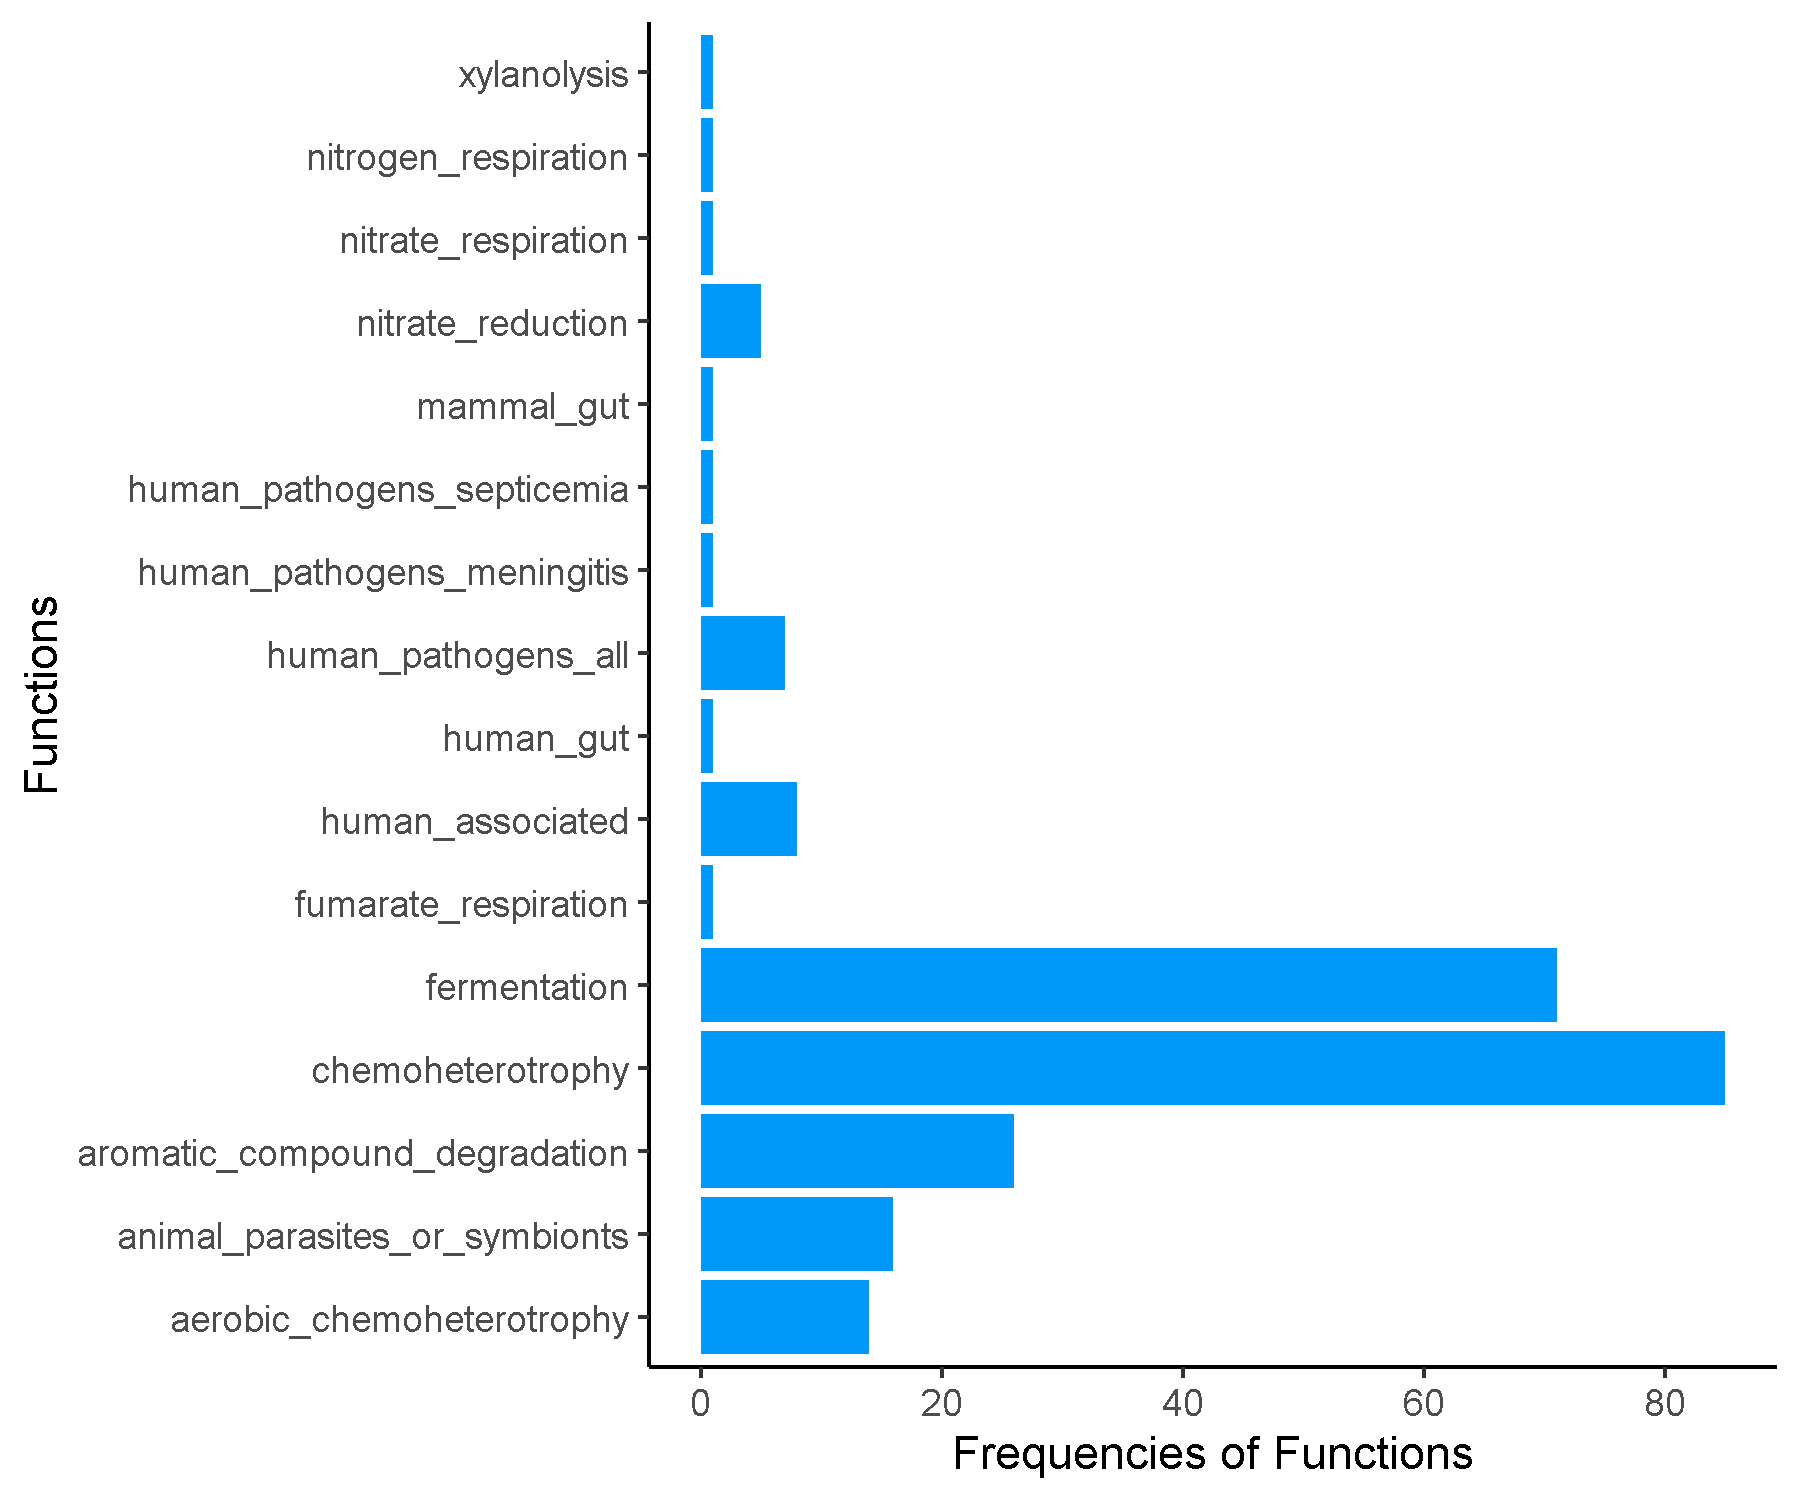 xylanolysis
nitrogen_respiration
nitrate_respiration
nitrate_reduction
mammal_gut
human_pathogens_septicemia
human_pathogens_meningitis
human_pathogens_all
human_gut
human_associated
fumarate_respiration
fermentation
chemoheterotrophy
aromatic_compound_degradation
animal_parasites_or_symbionts
aerobic_chemoheterotrophy
Functions
0 20 40 60 80
Frequencies of Functions